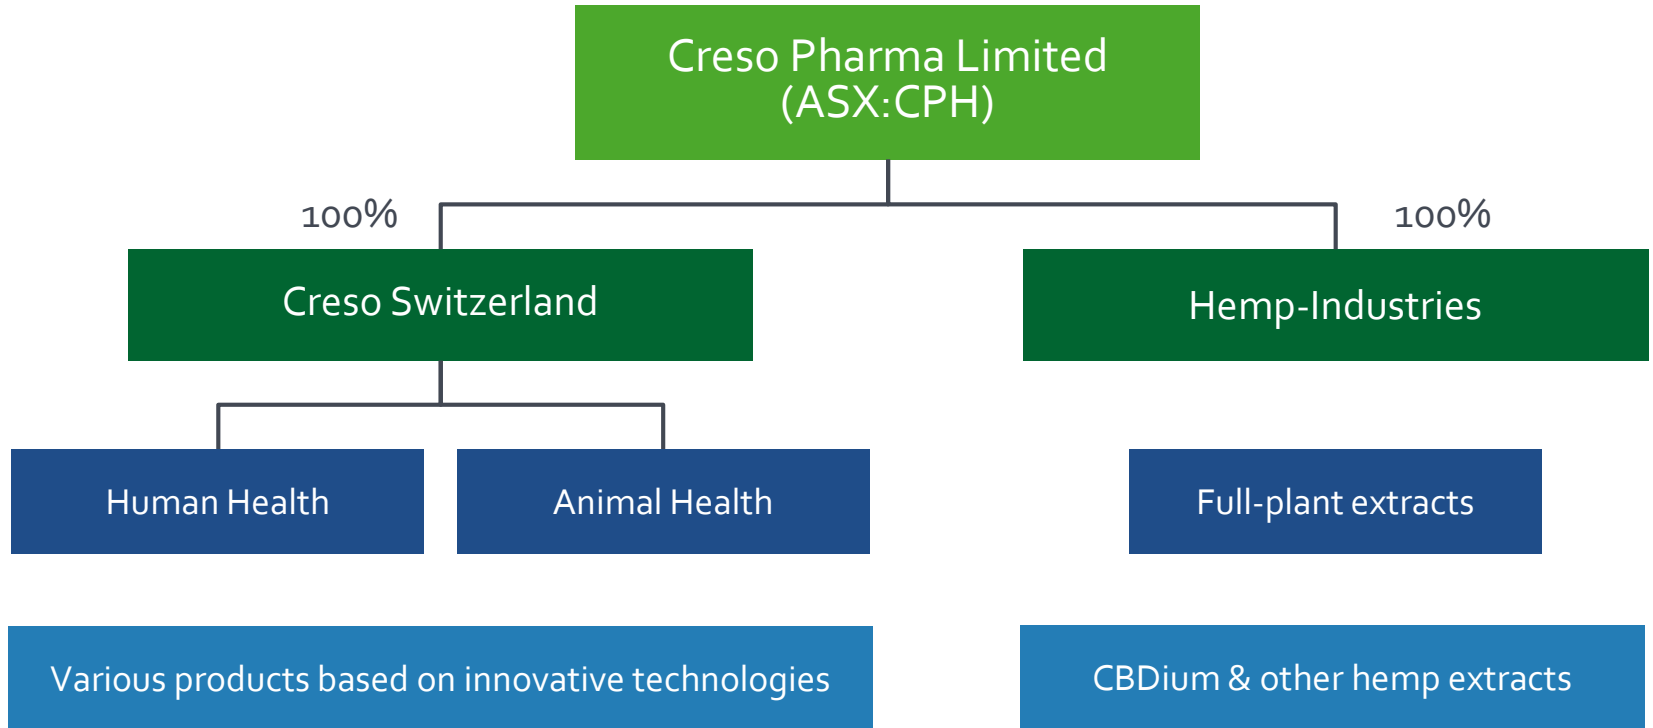 Creso Pharma Limited
(ASX:CPH)
100%
100%
Creso Switzerland
Hemp-Industries
Human Health
Animal Health
Full-plant extracts
Various products based on innovative technologies
CBDium & other hemp extracts